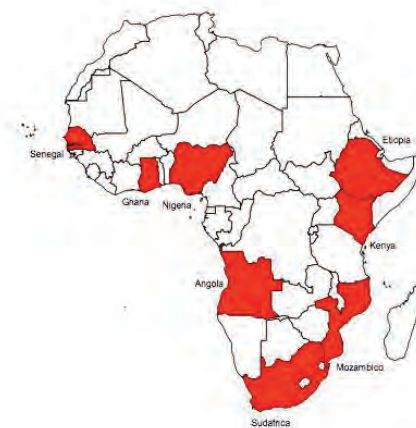 Etiopia
Senegal
Ghana
Nigeria
Kenya
Angola
Mozambico
Sudafrica